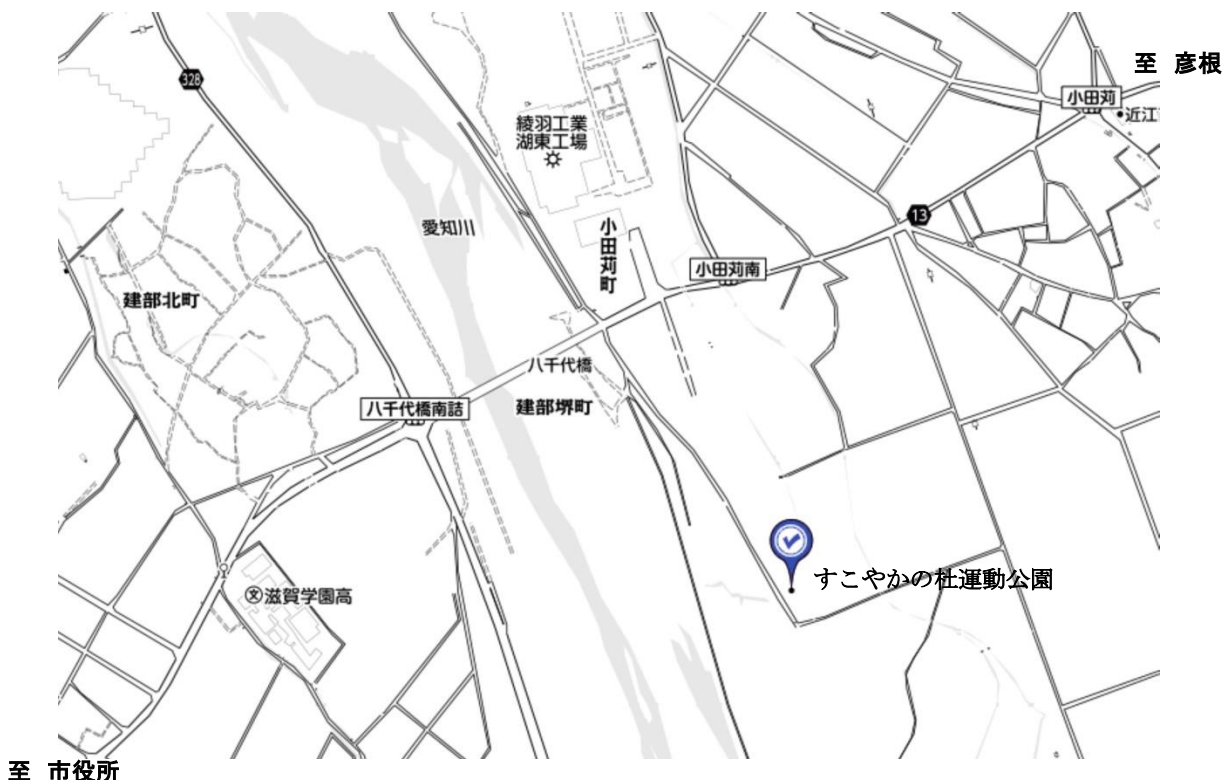 至 彦根
328
小田苅
近江
綾羽工業
湖東工場
13
愛知川
小田苅町
小田苅南
建部北町
八千代橋
八千代橋南詰
建部堺町
すこやかの杜運動公園
滋賀学園高
至 市役所